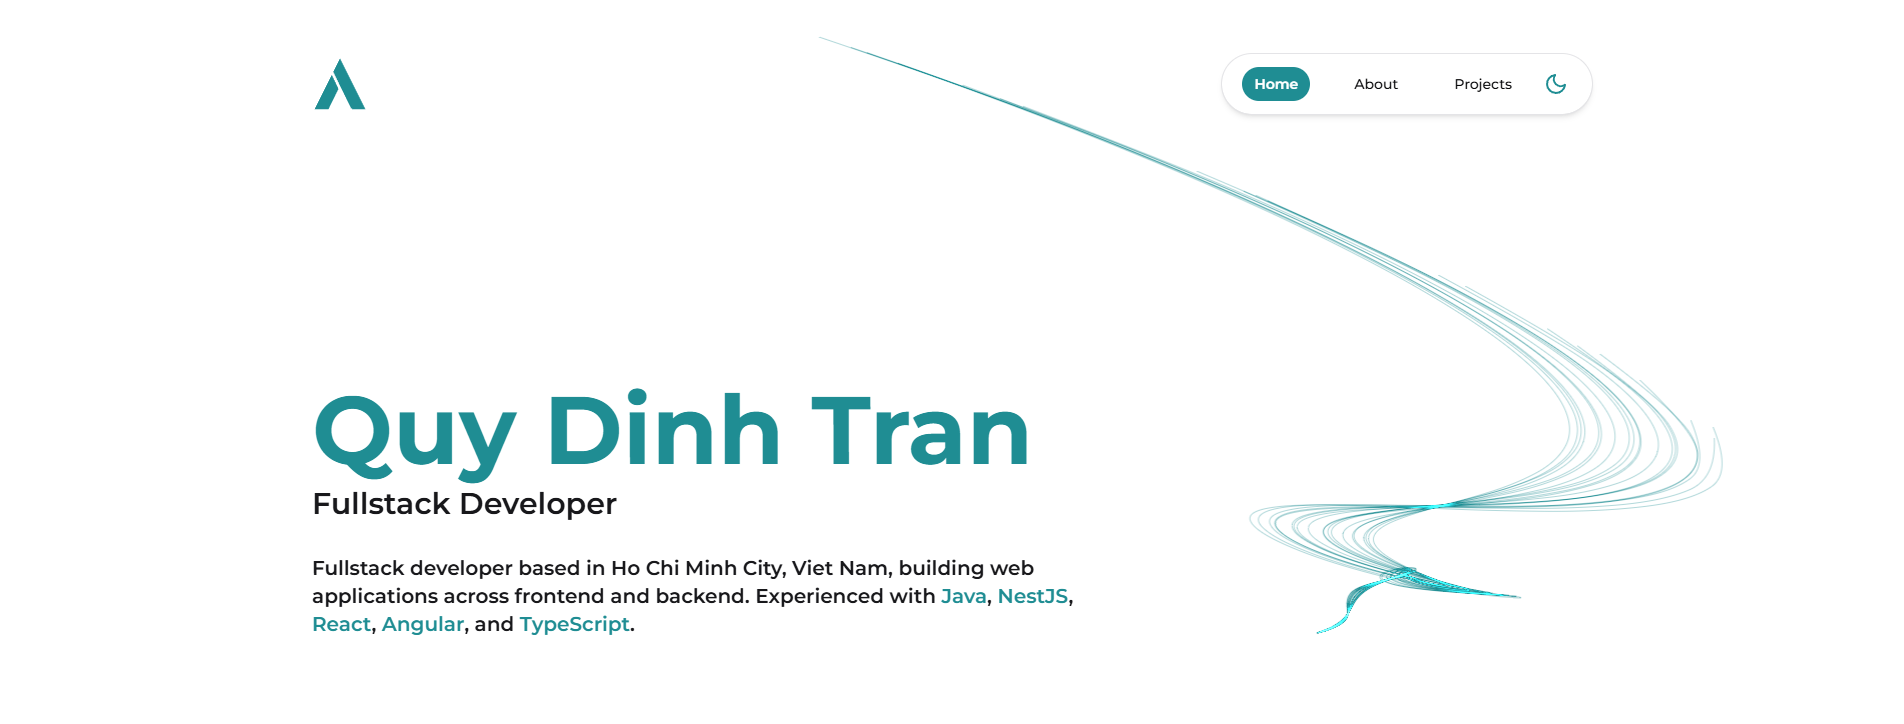 Home
About
Projects
Quy Dinh Tran
Fullstack Developer
Fullstack developer based in Ho Chi Minh City, Viet Nam, building web
applications across frontend and backend. Experienced with Java, NestJS,
React, Angular, and TypeScript.